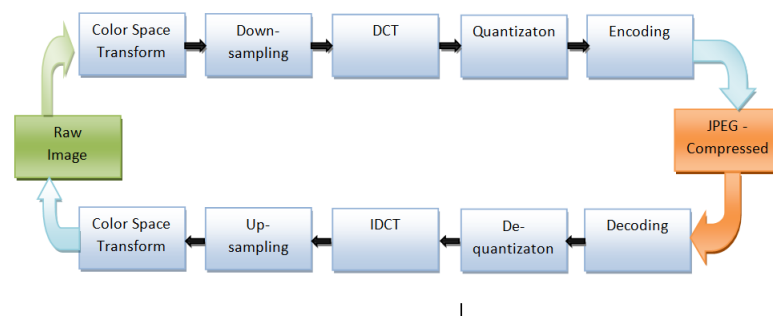 Color Space
Transform
Down-
sampling
DCT
Quantizaton
Encoding
Raw
Image
JPEG -
Compressed
Color Space
Transform
Up-
sampling
IDCT
De-
quantizaton
Decoding